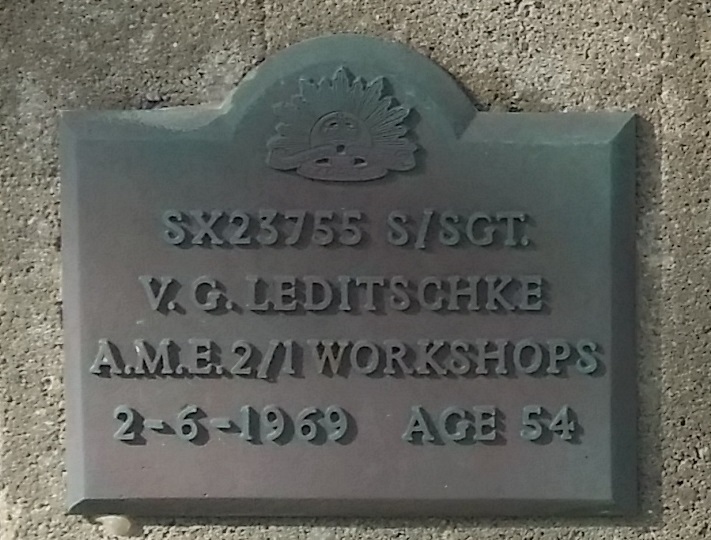 SX23755 S/SGT.
V. G. LEDITSCHKE
A.M.E. 2/1 WORKSHOPS
2-6-1969 AGE 54